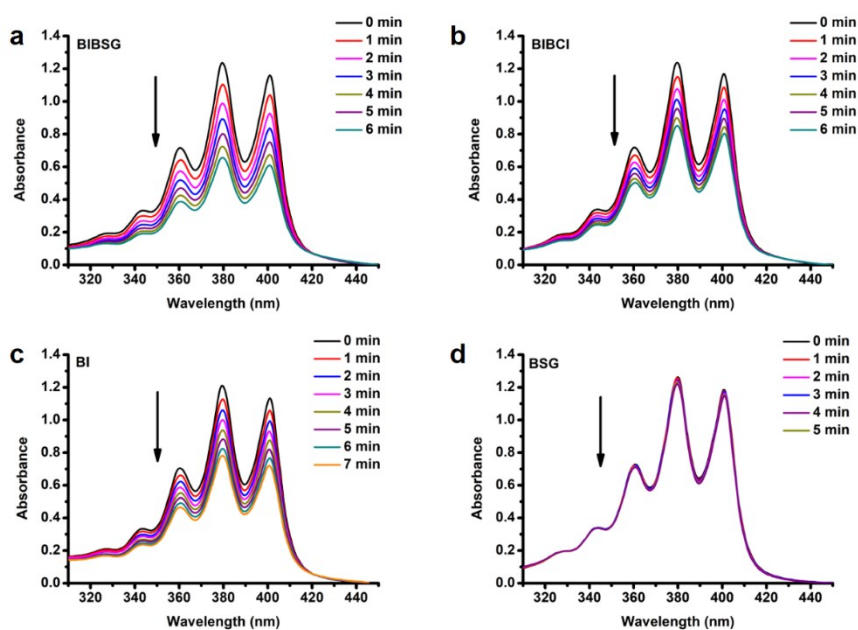 a
BIBSG
0 min
1 min
2 min
3 min
4 min
5 min
6 min
1.4
1.2
1.0
0.8
0.6
0.4
0.2
0.0
Absorbance
320 340 360 380 400 420 440
Wavelength (nm)
b
BIBCI
0 min
1 min
2 min
3 min
4 min
5 min
6 min
1.4
1.2
1.0
0.8
0.6
0.4
0.2
0.0
Absorbance
320 340 360 380 400 420 440
Wavelength (nm)
c
BI
0 min
1 min
2 min
3 min
4 min
5 min
6 min
7 min
1.4
1.2
1.0
0.8
0.6
0.4
0.2
0.0
Absorbance
320 340 360 380 400 420 440
Wavelength (nm)
d
BSG
0 min
1 min
2 min
3 min
4 min
5 min
1.4
1.2
1.0
0.8
0.6
0.4
0.2
0.0
Absorbance
320 340 360 380 400 420 440
Wavelength (nm)